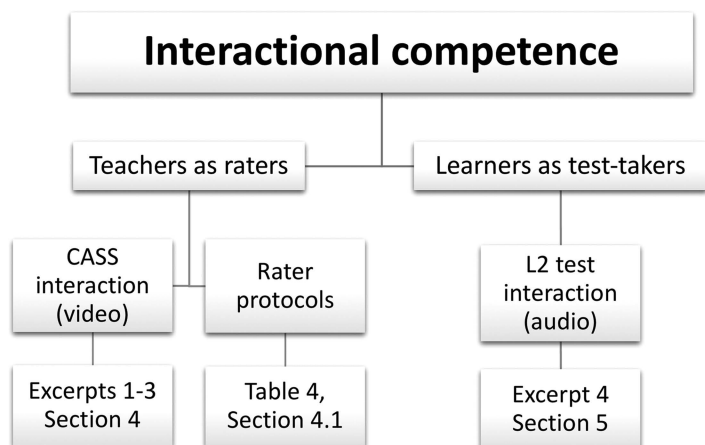 Interactional competence
Teachers as raters
Learners as test-takers
CASS
interaction
(video)
Rater
protocols
L2 test
interaction
(audio)
Excerpts 1-3
Section 4
Table 4,
Section 4.1
Excerpt 4
Section 5